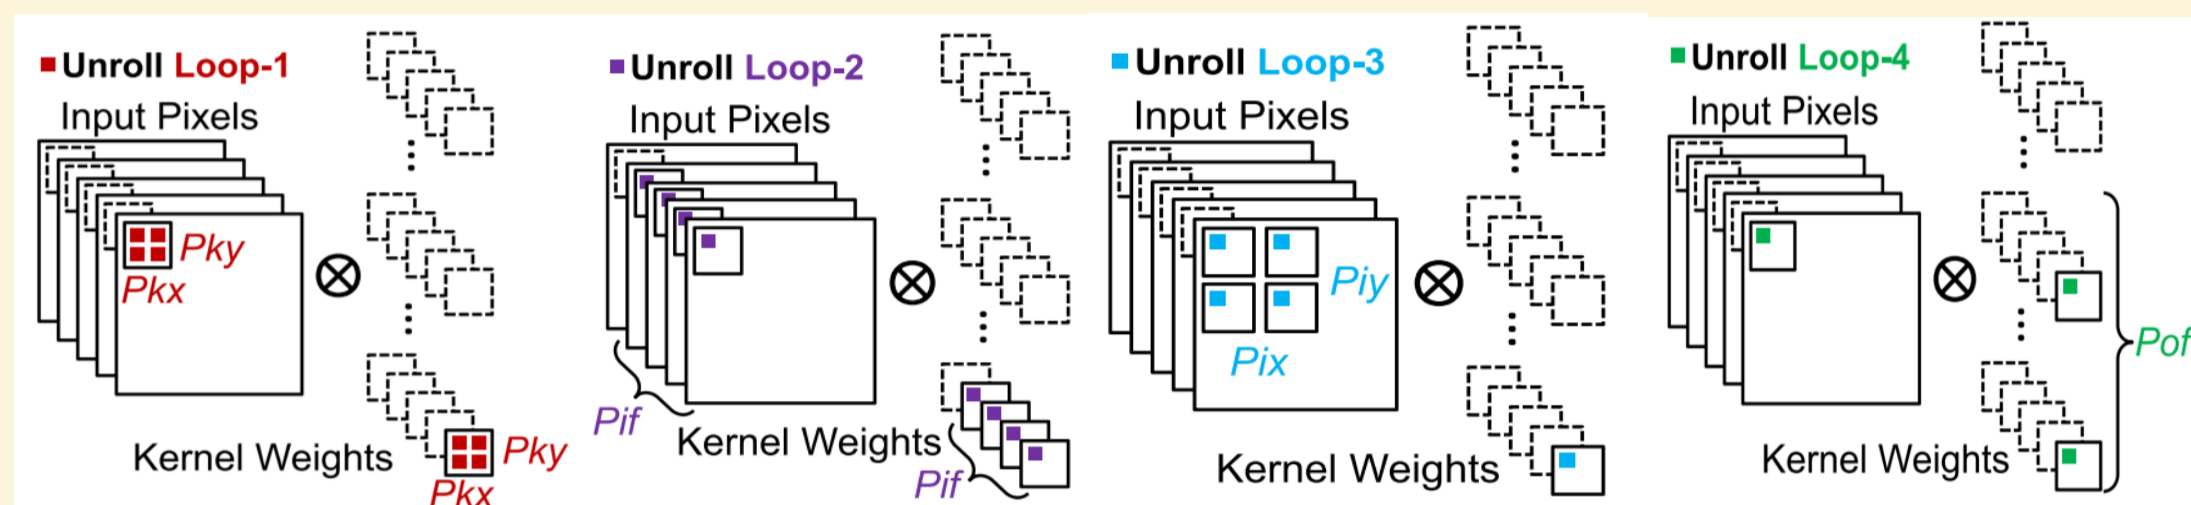 Unroll Loop-1
Input Pixels
Pky
Pkx
Kernel Weights
Pky
Pkx
Unroll Loop-2
Input Pixels
Pif
Kernel Weights
Pif
Unroll Loop-3
Input Pixels
Piy
Pix
Kernel Weights
Unroll Loop-4
Input Pixels
Pof
Kernel Weights